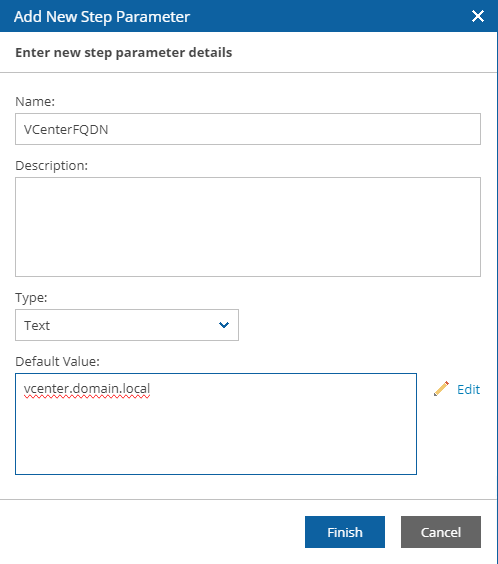 Add New Step Parameter
Enter new step parameter details
Name:
VCenterFQDN
Description:
Type:
Text
Default Value:
vcenter.domain.local
Edit
Finish
Cancel